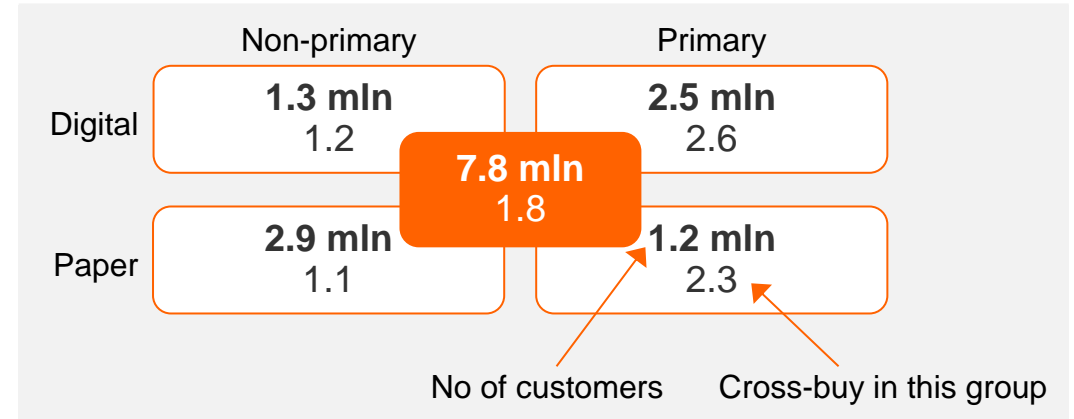 Non-primary Primary
Digital
1.3 mln
1.2
2.5 mln
2.6
7.8 mln
1.8
Paper
2.9 mln
1.1
1.2 mln
2.3
No of customers Cross-buy in this group